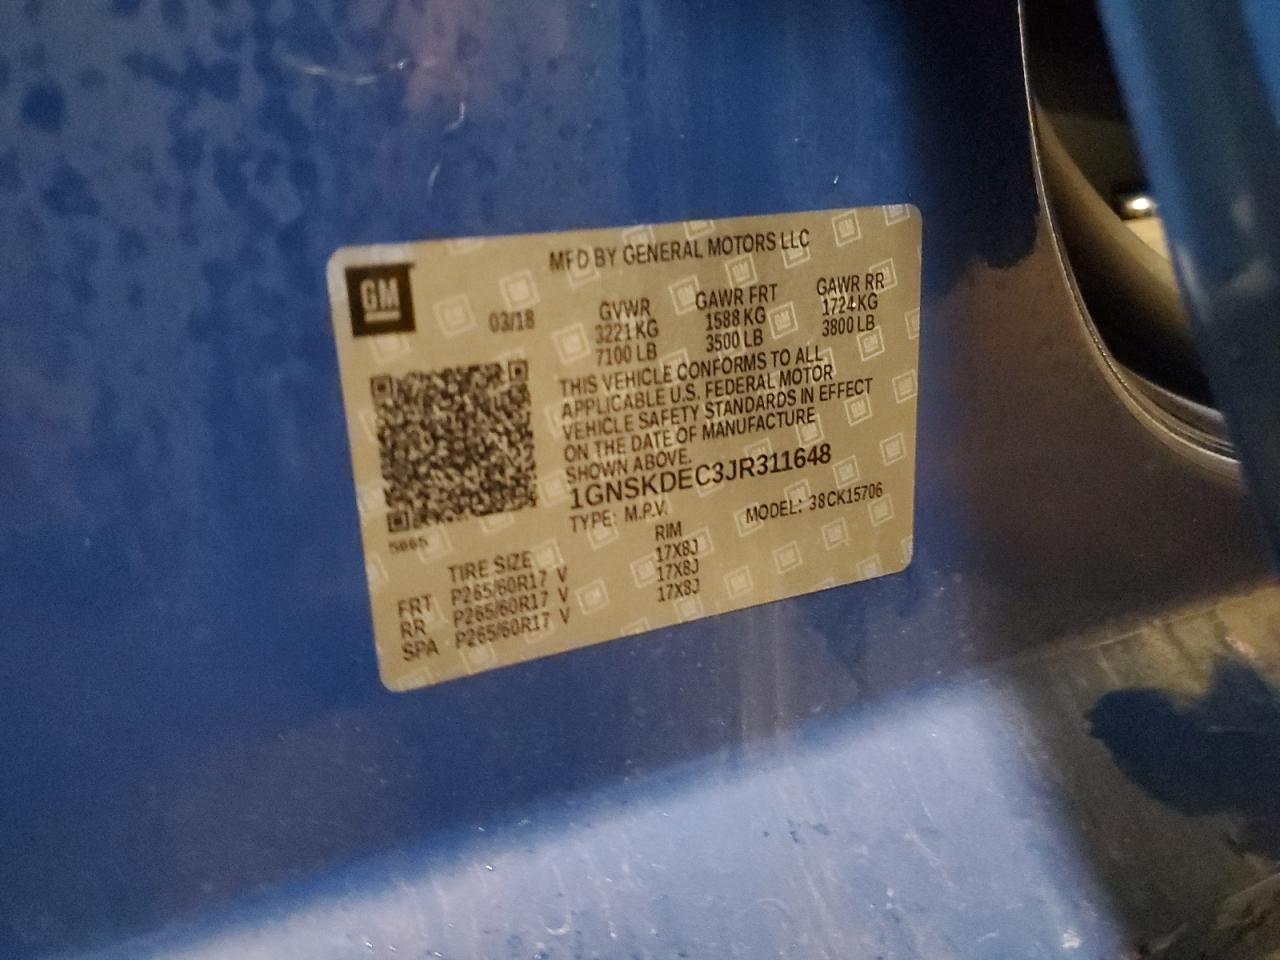 MFD BY GENERAL MOTORS LLC
GM
03/18
GVWR GAWR FRT GAWR RR
3221 KG 1588 KG 1724 KG
7100 LB 3500 LB 3800 LB
THIS VEHICLE CONFORMS TO ALL
APPLICABLE U.S. FEDERAL MOTOR
VEHICLE SAFETY STANDARDS IN EFFECT
ON THE DATE OF MANUFACTURE
SHOWN ABOVE.
1GNSKDEC3JR311648
TYPE: M.P.V. MODEL: 38CK15706
5665
TIRE SIZE RIM
FRT P265/60R17 V 17X8J
RR P265/60R17 V 17X8J
SPA P265/60R17 V 17X8J